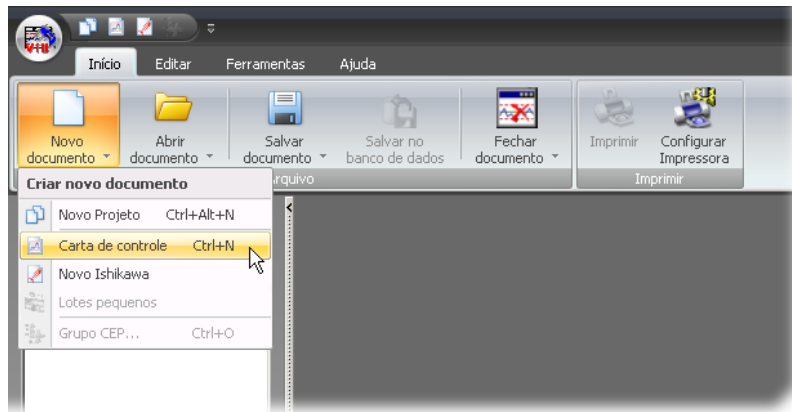 VIII
Início Editar Ferramentas Ajuda
Novo documento
Abrir documento
Salvar documento
Salvar no banco de dados
Fechar documento
Imprimir
Configurar Impressora
rquivo
Imprimir
Criar novo documento
Novo Projeto Ctrl+Alt+N
Carta de controle Ctrl+N
Novo Ishikawa
Lotes pequenos
Grupo CEP... Ctrl+O